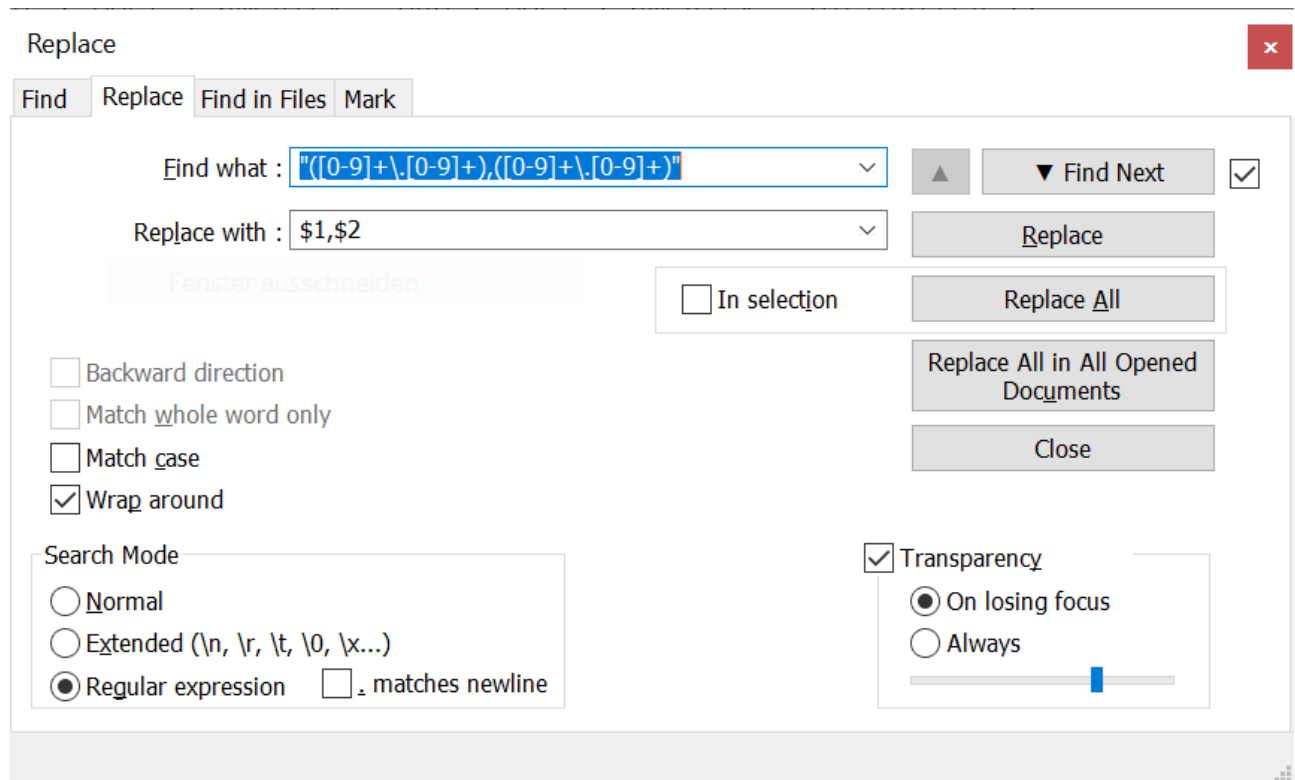 Replace
Find Replace Find in Files Mark
Find what : "([0-9]+\.[0-9]+),([0-9]+\.[0-9]+)" ▲ ▼ Find Next
Replace with : $1,$2 Replace
Fenster ausschneiden
In selection Replace All
Backward direction
Replace All in All Opened
Documents
Match whole word only
Match case
Close
Wrap around
Search Mode
Normal
Extended (\n, \r, \t, \0, \x...)
Regular expression . matches newline
Transparency
On losing focus
Always